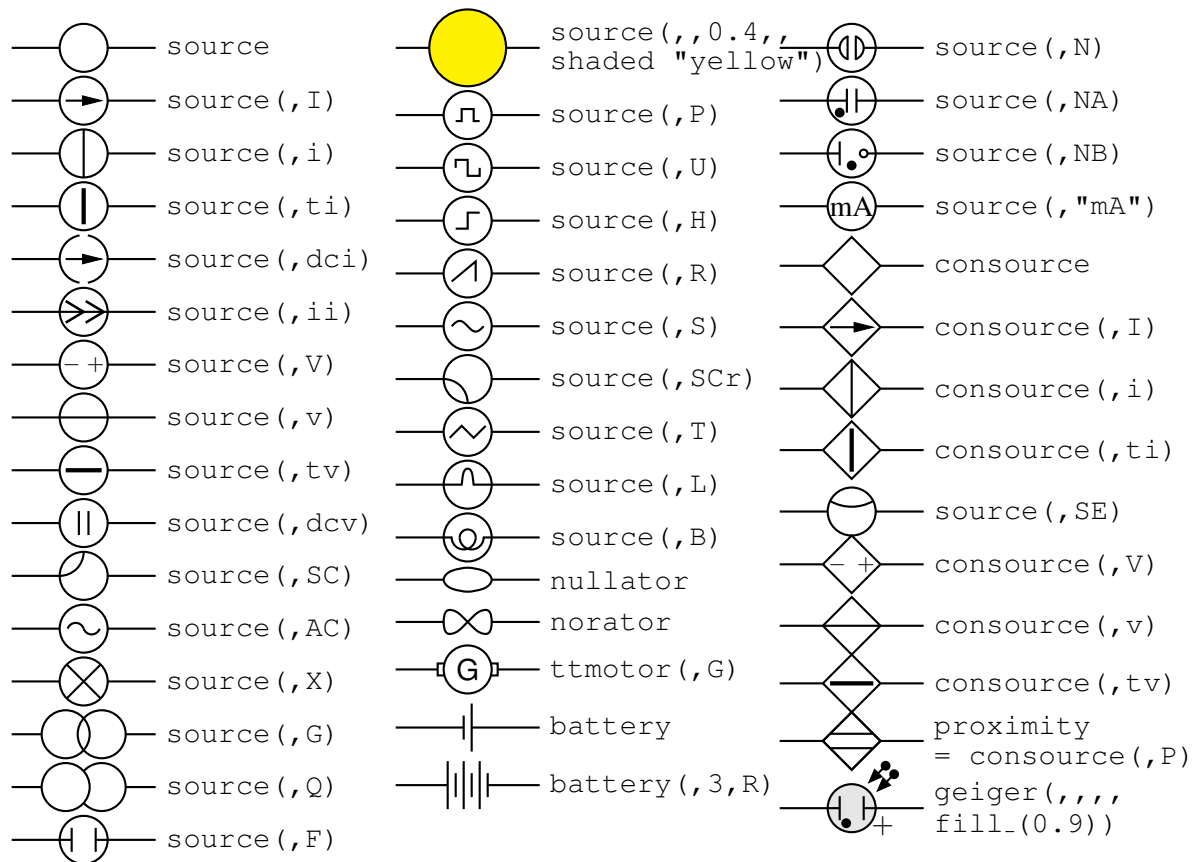 source
source(,I)
source(,i)
source(,ti)
source(,dci)
source(,ii)
− +
source(,V)
source(,v)
source(,tv)
source(,dcv)
source(,SC)
source(,AC)
source(,X)
source(,G)
source(,Q)
source(,F)
source(,,0.4,,
shaded "yellow")
source(,P)
source(,U)
source(,H)
source(,R)
source(,S)
source(,SCr)
source(,T)
source(,L)
source(,B)
nullator
norator
G
ttmotor(,G)
battery
battery(,3,R)
source(,N)
source(,NA)
source(,NB)
mA
source(,"mA")
consource
consource(,I)
consource(,i)
consource(,ti)
source(,SE)
− +
consource(,V)
consource(,v)
consource(,tv)
proximity
= consource(,P)
+
geiger(,,,,
fill_(0.9))